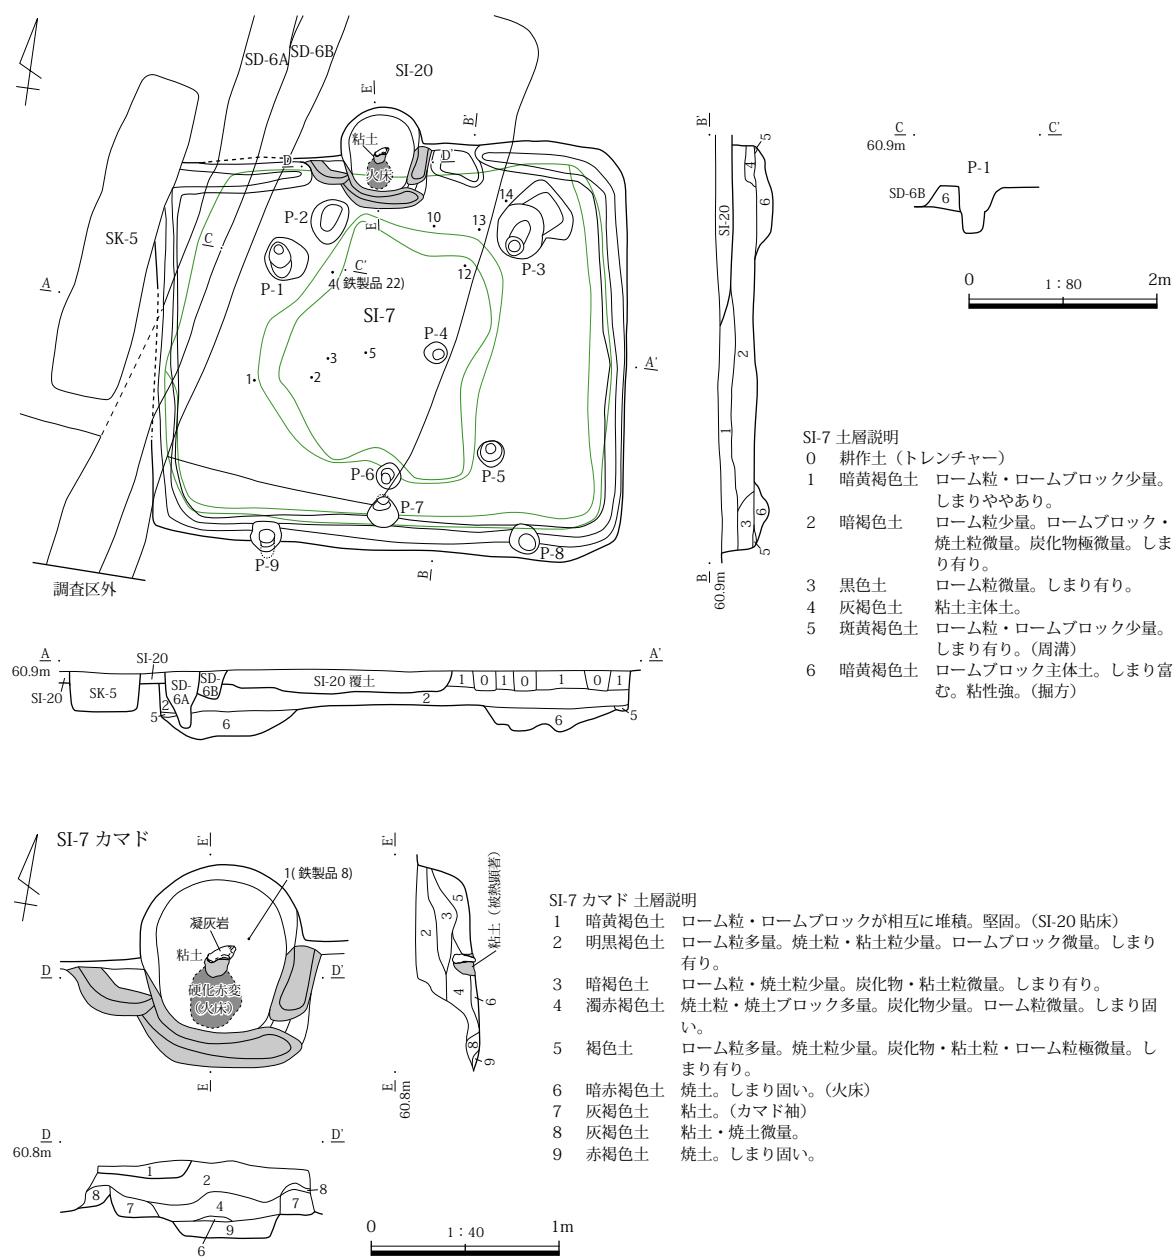 SD-6A
SD-6B
SI-20
E'
B'
粘土
D
D'
火床
14
SK-5
P-2
10
13
C
E
P-3
A
P-1
C'
12
4(鉄製品 22)
SI-7
P-4
3
5
A'
1
2
P-6
P-5
P-7
P-9
P-8
B
調査区外
B'
5
4
6
SI-20
2
1
3
6
5
B
60.9m
C
C'
60.9m
P-1
SD-6B
6
0
1：80
2m
SI-7 土層説明
0 耕作土（トレンチャー）
1 暗黄褐色土 ローム粒・ロームブロック少量。
しまりややあり。
2 暗褐色土 ローム粒少量。ロームブロック・
焼土粒微量。炭化物極微量。しま
り有り。
3 黒色土 ローム粒微量。しまり有り。
4 灰褐色土 粘土主体土。
5 斑黄褐色土 ローム粒・ロームブロック少量。
しまり有り。（周溝）
6 暗黄褐色土 ロームブロック主体土。しまり富
む。粘性強。（掘方）
A
A'
60.9m
SI-20
SI-20
SK-5
SD-
6A
SD-
6B
SI-20 覆土
1
0
1
0
1
0
1
2
2
5
6
6
5
SI-7 カマド
E'
1(鉄製品 8)
凝灰岩
粘土
D
D'
硬化赤変
（火床）
E
E'
粘土（被熱顕著）
5
3
2
4
6
8
9
E
60.8m
D
D'
60.8m
1
2
8
8
7
4
7
9
6
0
1：40
1m
SI-7 カマド 土層説明
1 暗黄褐色土 ローム粒・ロームブロックが相互に堆積。堅固。（SI-20 貼床）
2 明黒褐色土 ローム粒多量。焼土粒・粘土粒少量。ロームブロック微量。しまり
有り。
3 暗褐色土 ローム粒・焼土粒少量。炭化物・粘土粒微量。しまり有り。
4 濁赤褐色土 焼土粒・焼土ブロック多量。炭化物少量。ローム粒微量。しまり固
い。
5 褐色土 ローム粒多量。焼土粒少量。炭化物・粘土粒・ローム粒極微量。し
まり有り。
6 暗赤褐色土 焼土。しまり固い。（火床）
7 灰褐色土 粘土。（カマド袖）
8 灰褐色土 粘土・焼土微量。
9 赤褐色土 焼土。しまり固い。